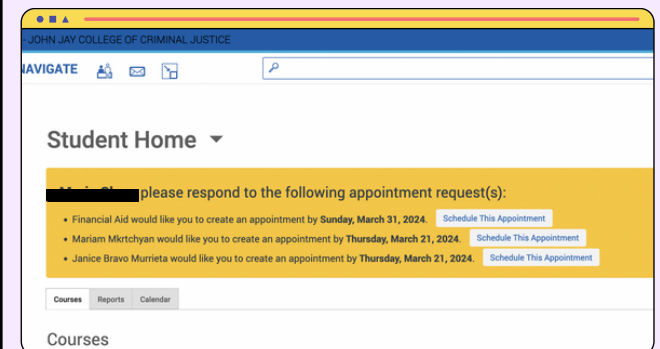 - JOHN JAY COLLEGE OF CRIMINAL JUSTICE
NAVIGATE
Student Home
please respond to the following appointment request(s):
• Financial Aid would like you to create an appointment by Sunday, March 31, 2024. Schedule This Appointment
• Mariam Mkrtchyan would like you to create an appointment by Thursday, March 21, 2024. Schedule This Appointment
• Janice Bravo Murrieta would like you to create an appointment by Thursday, March 21, 2024. Schedule This Appointment
Courses Reports Calendar
Courses